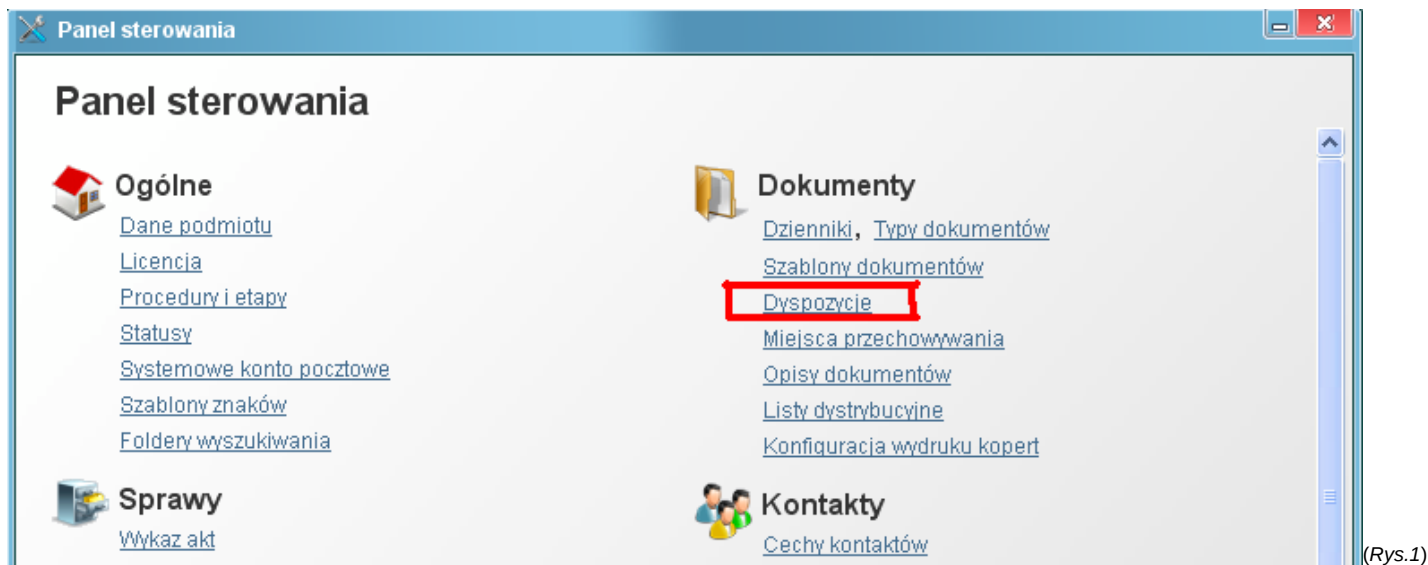 Panel sterowania
Panel sterowania
Ogólne
Dane podmiotu
Licencja
Procedury i etapy
Statusy
Systemowe konto pocztowe
Szablony znaków
Foldery wyszukiwania
Sprawy
Wykaz akt
Dokumenty
Dzienniki, Typy dokumentów
Szablony dokumentów
Dyspozycje
Miejsca przechowywania
Opisy dokumentów
Listy dystrybucyjne
Konfiguracja wydruku kopert
Kontakty
Cechy kontaktów
(Rys.1)